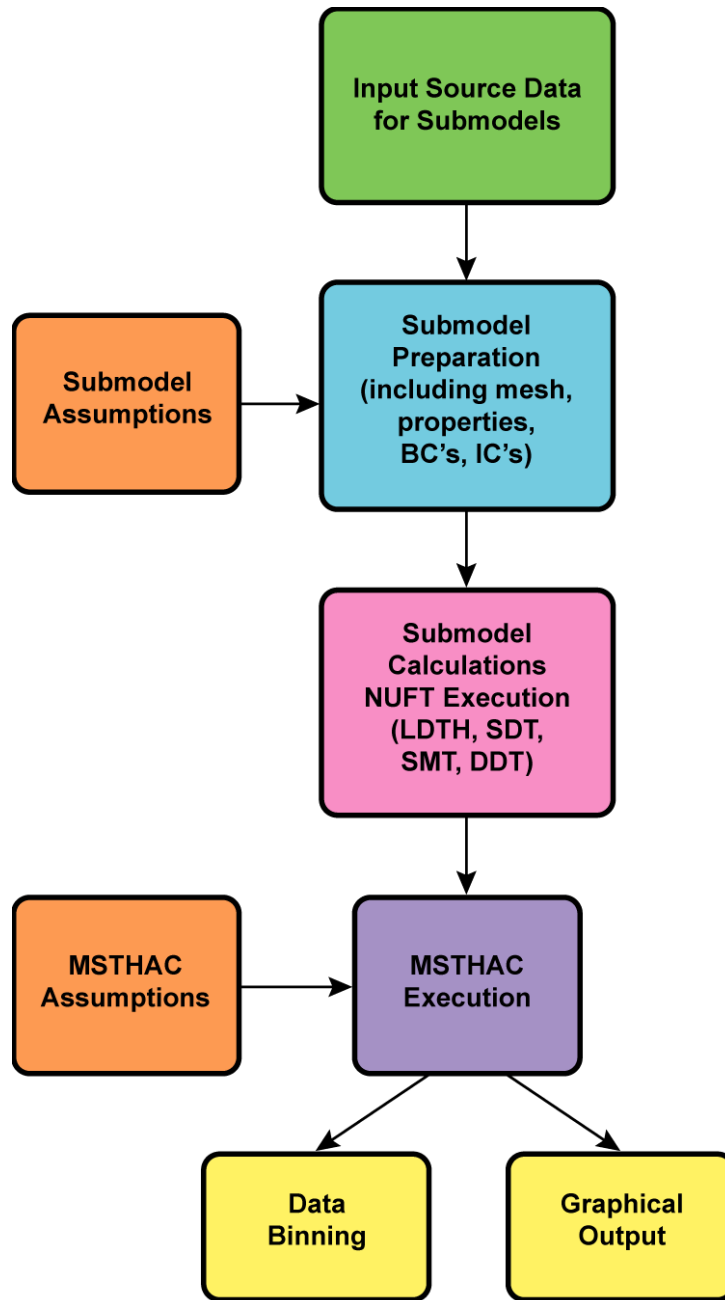 Input Source Data
for Submodels
Submodel
Assumptions
Submodel
Preparation
(including mesh,
properties,
BC’s, IC’s)
Submodel
Calculations
NUFT Execution
(LDTH, SDT,
SMT, DDT)
MSTHAC
Assumptions
MSTHAC
Execution
Data
Binning
Graphical
Output